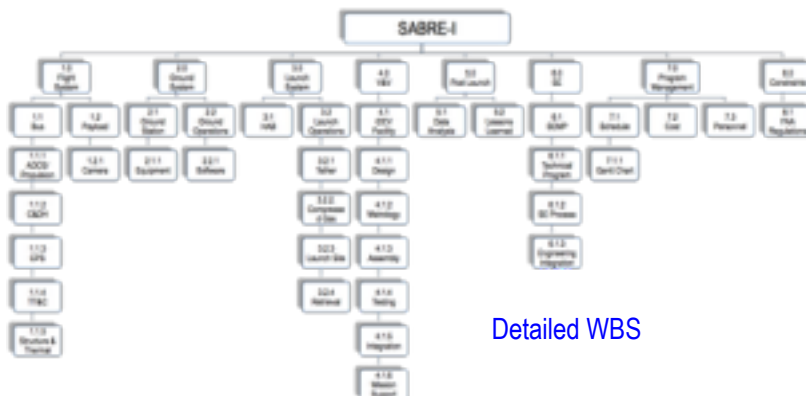 SABRE-I
1.0 Flight System
2.0 Ground System
3.0 Launch System
4.0
5.0 Post Launch
6.0 SE
7.0 Program Management
8.0 Constraints
1.1 Bus
1.2 Payload
2.1 Ground Station
2.2 Ground Operations
3.1 HAB
3.2 Launch Operations
4.1 Facility
5.1 Data Analysis
5.2 Lessons Learned
6.1 SEMP
7.1 Schedule
7.2 Cost
7.3 Personnel
8.1 FAA Regulations
1.1.1 ADCS/ Propulsion
1.2.1 Camera
2.1.1 Equipment
2.2.1 Software
3.2.1 Tether
4.1.1 Design
6.1.1 Technical Program
7.1.1 Gantt Chart
1.1.2 C&DH
3.2.2 Compressed Gas
4.1.2 Metrology
6.1.2 SE Process
1.1.3
3.2.3 Launch Site
4.1.3 Assembly
6.1.3 Engineering Integration
1.1.4 TT&C
3.2.4 Retrieval
4.1.4 Testing
1.1.5 Structure & Thermal
4.1.5 Integration
4.1.6 Mission Support
Detailed WBS